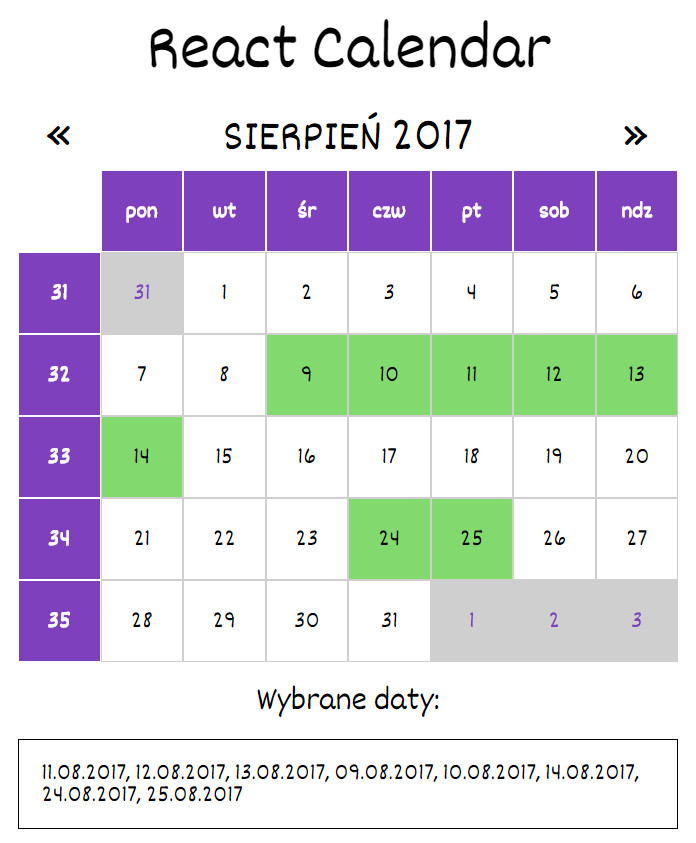 React Calendar
« SIERPIEŃ 2017 »
pon wt śr czw pt sob ndz
31 31 1 2 3 4 5 6
32 7 8 9 10 11 12 13
33 14 15 16 17 18 19 20
34 21 22 23 24 25 26 27
35 28 29 30 31 1 2 3
Wybrane daty:
11.08.2017, 12.08.2017, 13.08.2017, 09.08.2017, 10.08.2017, 14.08.2017,
24.08.2017, 25.08.2017